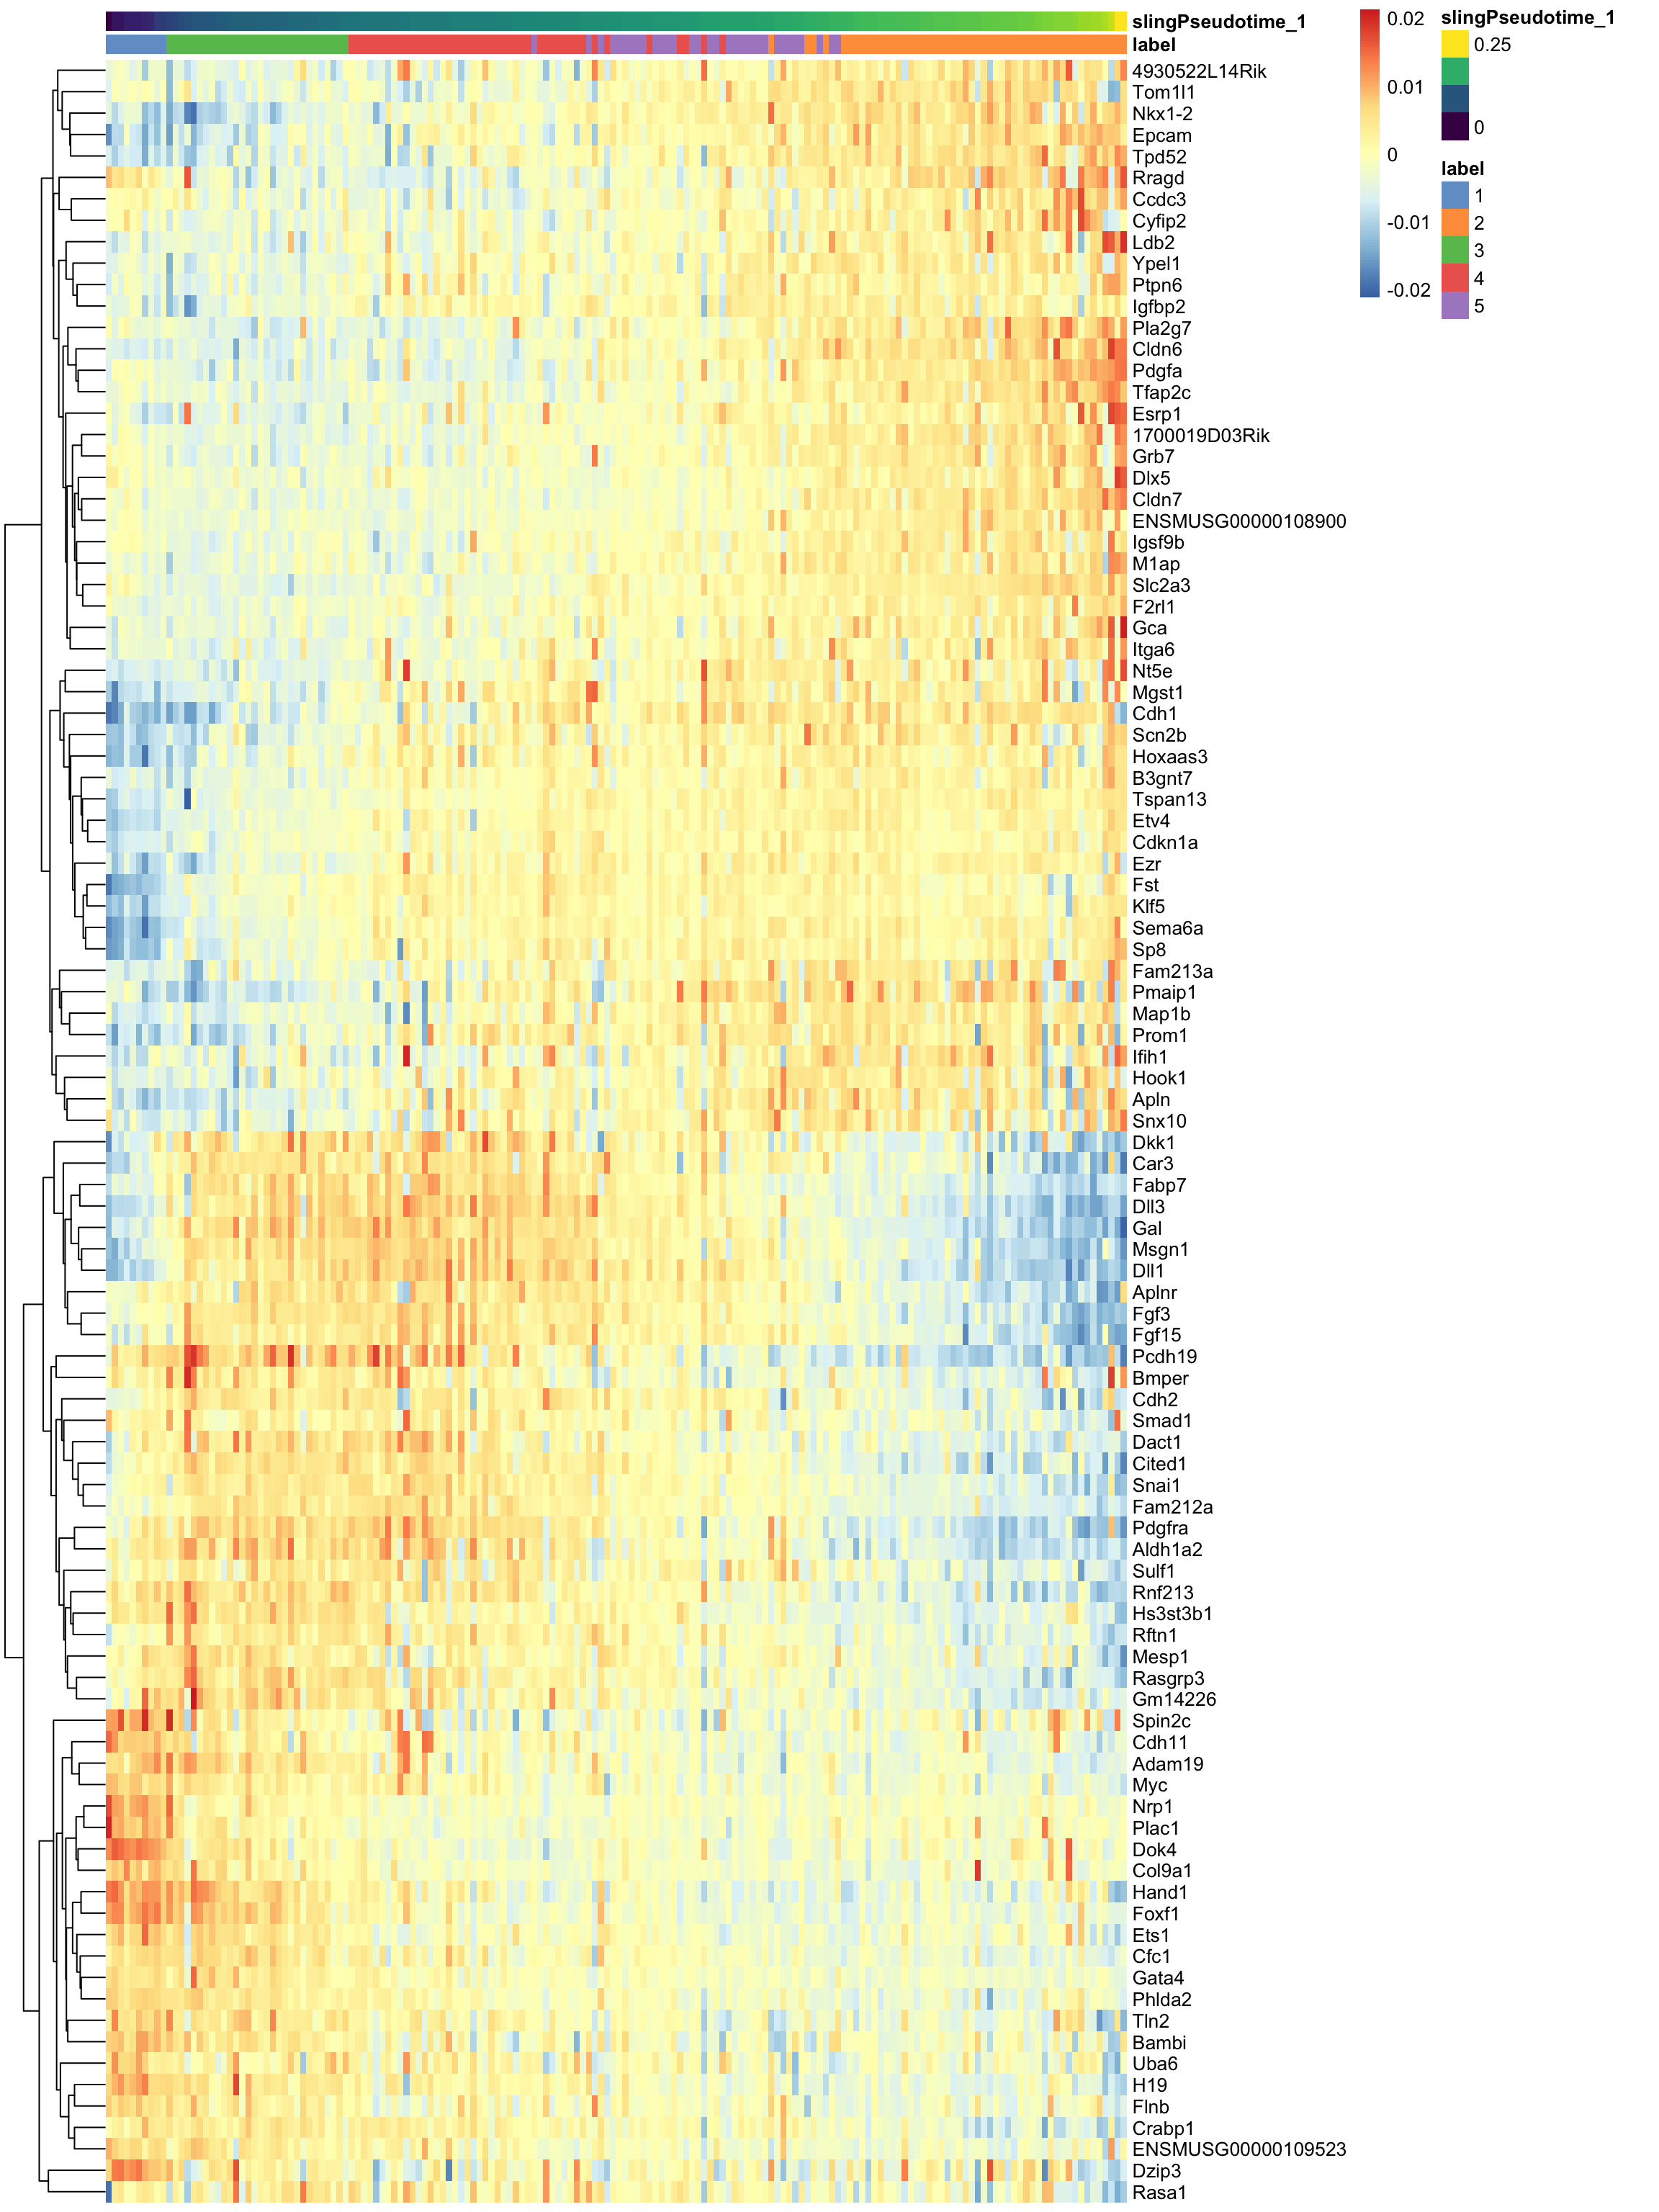 slingPseudotime_1
label
4930522L14Rik
Tom1l1
Nkx1-2
Epcam
Tpd52
Rragd
Ccdc3
Cyfip2
Ldb2
Ypel1
Ptpn6
Igfbp2
Pla2g7
Cldn6
Pdgfa
Tfap2c
Esrp1
1700019D03Rik
Grb7
Dlx5
Cldn7
ENSMUSG00000108900
Igsf9b
M1ap
Slc2a3
F2rl1
Gca
Itga6
Nt5e
Mgst1
Cdh1
Scn2b
Hoxaas3
B3gnt7
Tspan13
Etv4
Cdkn1a
Ezr
Fst
Klf5
Sema6a
Sp8
Fam213a
Pmaip1
Map1b
Prom1
Ifih1
Hook1
Apln
Snx10
Dkk1
Car3
Fabp7
Dll3
Gal
Msgn1
Dll1
Aplnr
Fgf3
Fgf15
Pcdh19
Bmper
Cdh2
Smad1
Dact1
Cited1
Snai1
Fam212a
Pdgfra
Aldh1a2
Sulf1
Rnf213
Hs3st3b1
Rftn1
Mesp1
Rasgrp3
Gm14226
Spin2c
Cdh11
Adam19
Myc
Nrp1
Plac1
Dok4
Col9a1
Hand1
Foxf1
Ets1
Cfc1
Gata4
Phlda2
Tln2
Bambi
Uba6
H19
Flnb
Crabp1
ENSMUSG00000109523
Dzip3
Rasa1
0.02
0.01
0
-0.01
-0.02
slingPseudotime_1
0.25
0
label
1
2
3
4
5